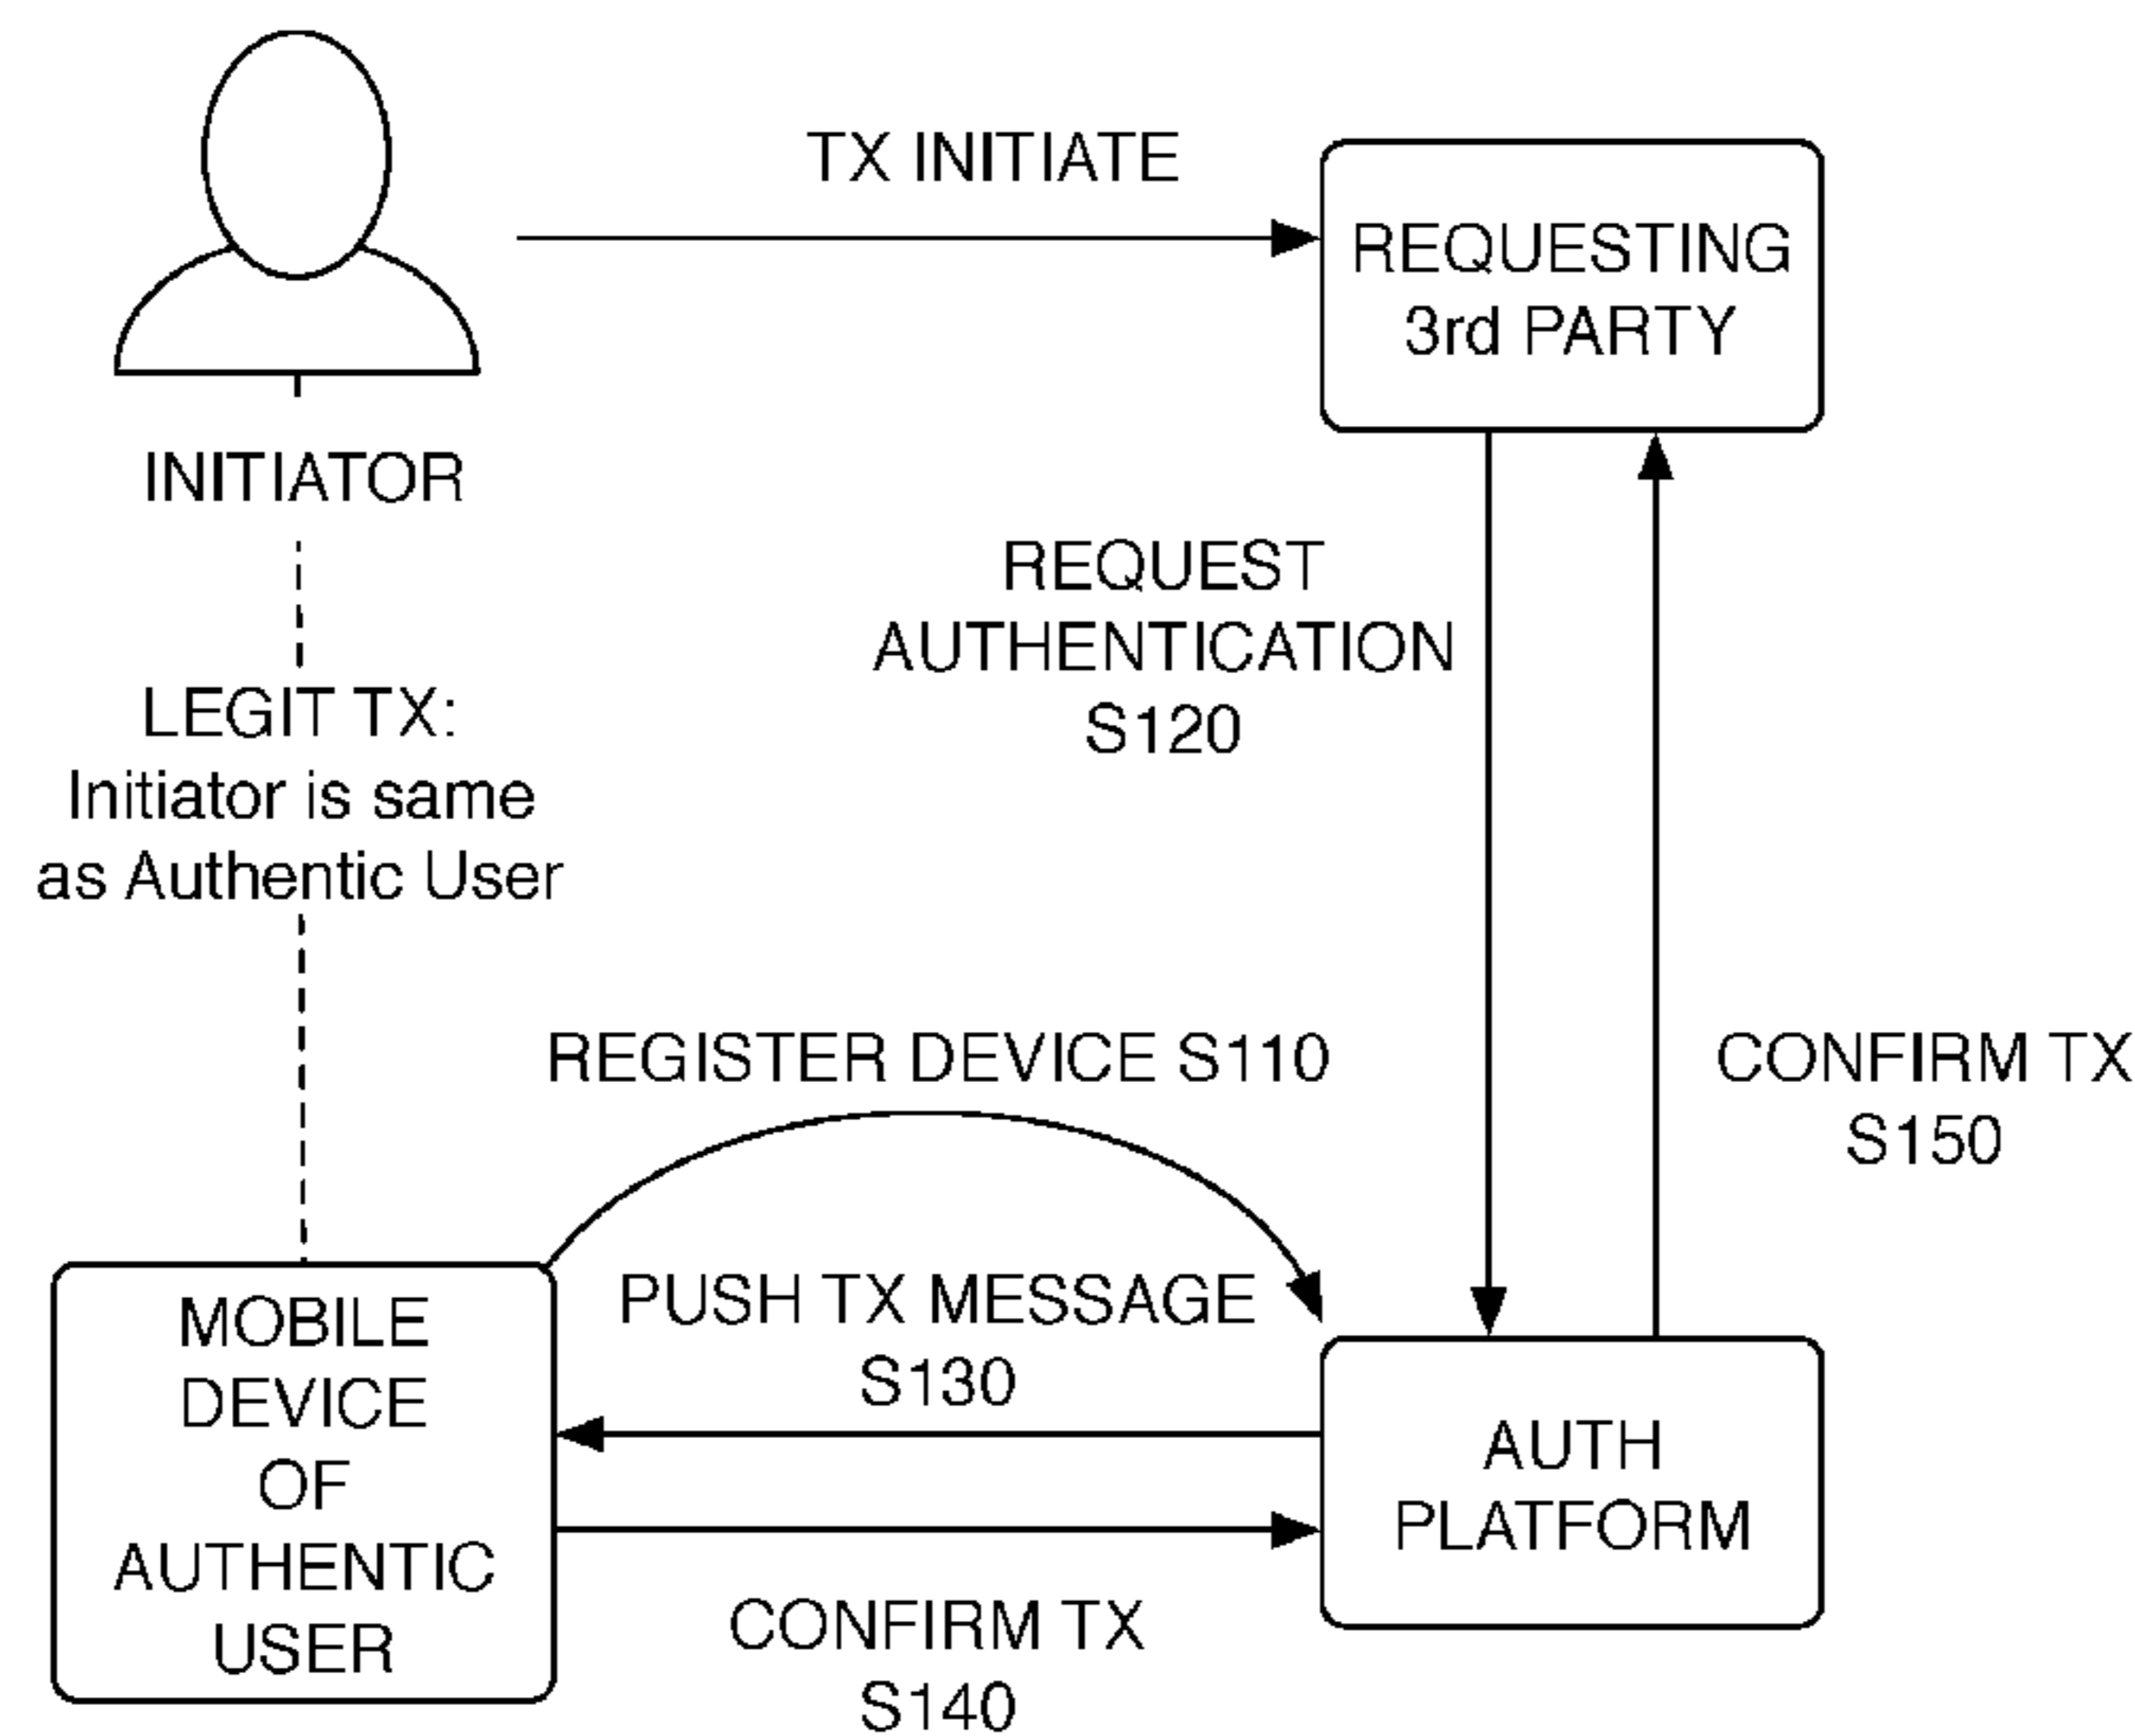 TX INITIATE
REQUESTING
3rd PARTY
INITIATOR
REQUEST
AUTHENTICATION
S120
LEGIT TX:
Initiator is same
as Authentic User
REGISTER DEVICE S110
CONFIRM TX
S150
PUSH TX MESSAGE
S130
MOBILE
DEVICE
OF
AUTHENTIC
USER
AUTH
PLATFORM
CONFIRM TX
S140